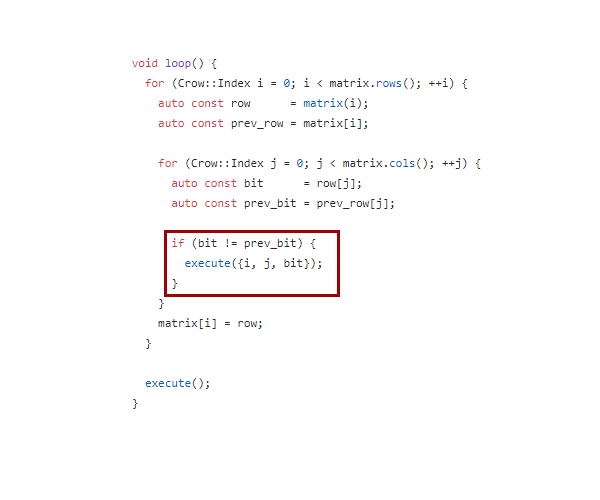 void loop() {
  for (Crow::Index i = 0; i < matrix.rows(); ++i) {
    auto const row      = matrix(i);
    auto const prev_row = matrix[i];

    for (Crow::Index j = 0; j < matrix.cols(); ++j) {
      auto const bit      = row[j];
      auto const prev_bit = prev_row[j];

      if (bit != prev_bit) {
        execute({i, j, bit});
      }
    }
    matrix[i] = row;
  }

  execute();
}